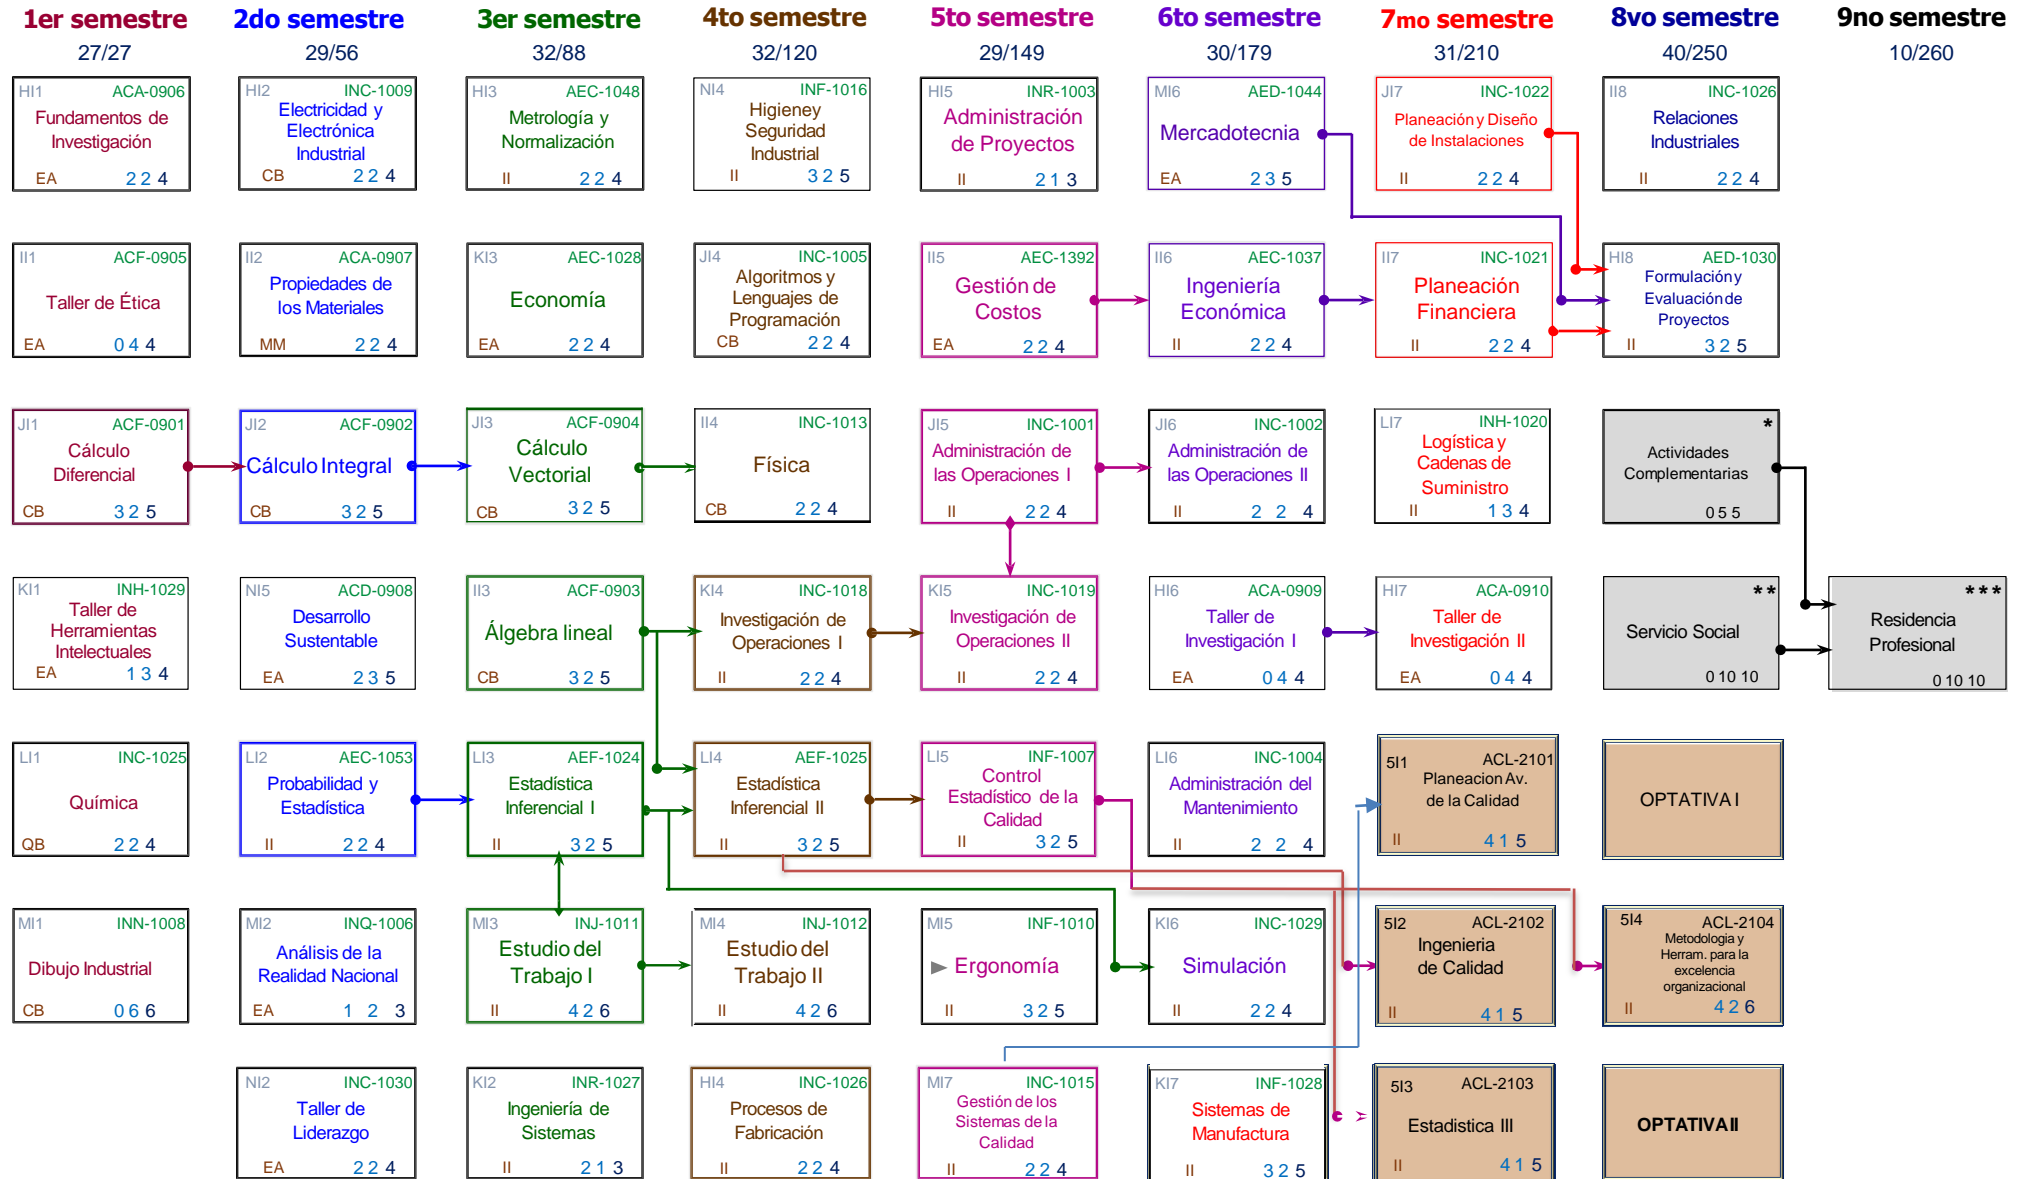 1er semestre 2do semestre 3er semestre 4to semestre 5to semestre 6to semestre 7mo semestre 8vo semestre 9no semestre
27/27 29/56 32/88 32/120 29/149 30/179 31/210 40/250 10/260
HI1 ACA-0906
Fundamentos de
Investigación
EA 2 2 4
HI2 INC-1009
Electricidad y
Electrónica
Industrial
CB 2 2 4
HI3 AEC-1048
Metrología y
Normalización
II 2 2 4
NI4 INF-1016
Higieney
Seguridad
Industrial
II 3 2 5
HI5 INR-1003
Administración
de Proyectos
II 2 1 3
MI6 AED-1044
Mercadotecnia
EA 2 3 5
JI7 INC-1022
Planeación y Diseño
de Instalaciones
II 2 2 4
II8 INC-1026
Relaciones
Industriales
II 2 2 4
II1 ACF-0905
Taller de Ética
EA 0 4 4
II2 ACA-0907
Propiedades de
los Materiales
MM 2 2 4
KI3 AEC-1028
Economía
EA 2 2 4
JI4 INC-1005
Algoritmos y
Lenguajes de
Programación
CB 2 2 4
II5 AEC-1392
Gestión de
Costos
EA 2 2 4
II6 AEC-1037
Ingeniería
Económica
II 2 2 4
II7 INC-1021
Planeación
Financiera
II 2 2 4
HI8 AED-1030
Formulación y
Evaluación de
Proyectos
II 3 2 5
JI1 ACF-0901
Cálculo
Diferencial
CB 3 2 5
JI2 ACF-0902
Cálculo Integral
CB 3 2 5
JI3 ACF-0904
Cálculo
Vectorial
CB 3 2 5
II4 INC-1013
Física
CB 2 2 4
JI5 INC-1001
Administración de
las Operaciones I
II 2 2 4
JI6 INC-1002
Administración de
las Operaciones II
II 2 2 4
LI7 INH-1020
Logística y
Cadenas de
Suministro
II 1 3 4
*
Actividades
Complementarias
0 5 5
KI1 INH-1029
Taller de
Herramientas
Intelectuales
EA 1 3 4
NI5 ACD-0908
Desarrollo
Sustentable
EA 2 3 5
II3 ACF-0903
Álgebra lineal
CB 3 2 5
KI4 INC-1018
Investigación de
Operaciones I
II 2 2 4
KI5 INC-1019
Investigación de
Operaciones II
II 2 2 4
HI6 ACA-0909
Taller de
Investigación I
EA 0 4 4
HI7 ACA-0910
Taller de
Investigación II
EA 0 4 4
**
Servicio Social
0 10 10
***
Residencia
Profesional
0 10 10
LI1 INC-1025
Química
QB 2 2 4
LI2 AEC-1053
Probabilidad y
Estadística
II 2 2 4
LI3 AEF-1024
Estadística
Inferencial I
II 3 2 5
LI4 AEF-1025
Estadística
Inferencial II
II 3 2 5
LI5 INF-1007
Control
Estadístico de la
Calidad
II 3 2 5
LI6 INC-1004
Administración del
Mantenimiento
II 2 2 4
5I1 ACL-2101
Planeacion Av.
de la Calidad
II 4 1 5
OPTATIVA I
MI1 INN-1008
Dibujo Industrial
CB 0 6 6
MI2 INQ-1006
Análisis de la
Realidad Nacional
EA 1 2 3
MI3 INJ-1011
Estudio del
Trabajo I
II 4 2 6
MI4 INJ-1012
Estudio del
Trabajo II
II 4 2 6
MI5 INF-1010
Ergonomía
II 3 2 5
KI6 INC-1029
Simulación
II 2 2 4
5I2 ACL-2102
Ingenieria
de Calidad
II 4 1 5
5I4 ACL-2104
Metodologia y
Herram. para la
excelencia
organizacional
II 4 2 6
NI2 INC-1030
Taller de
Liderazgo
EA 2 2 4
KI2 INR-1027
Ingeniería de
Sistemas
II 2 1 3
HI4 INC-1026
Procesos de
Fabricación
II 2 2 4
MI7 INC-1015
Gestión de los
Sistemas de la
Calidad
II 2 2 4
KI7 INF-1028
Sistemas de
Manufactura
II 3 2 5
5I3 ACL-2103
Estadistica III
II 4 1 5
OPTATIVA II